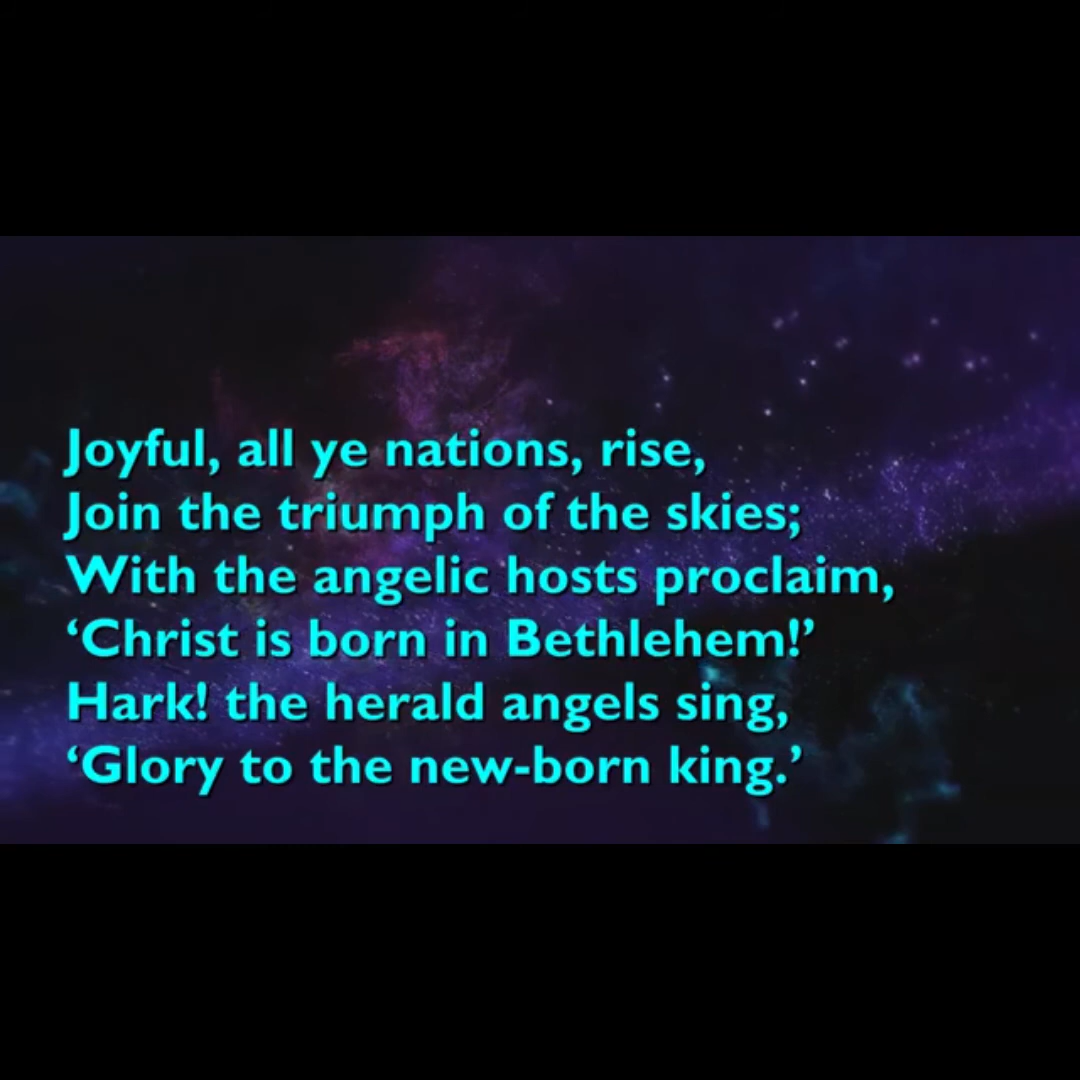 Joyful, all ye nations, rise,
Join the triumph of the skies;
With the angelic hosts proclaim,
‘Christ is born in Bethlehem!’
Hark! the herald angels sing,
‘Glory to the new-born king.’